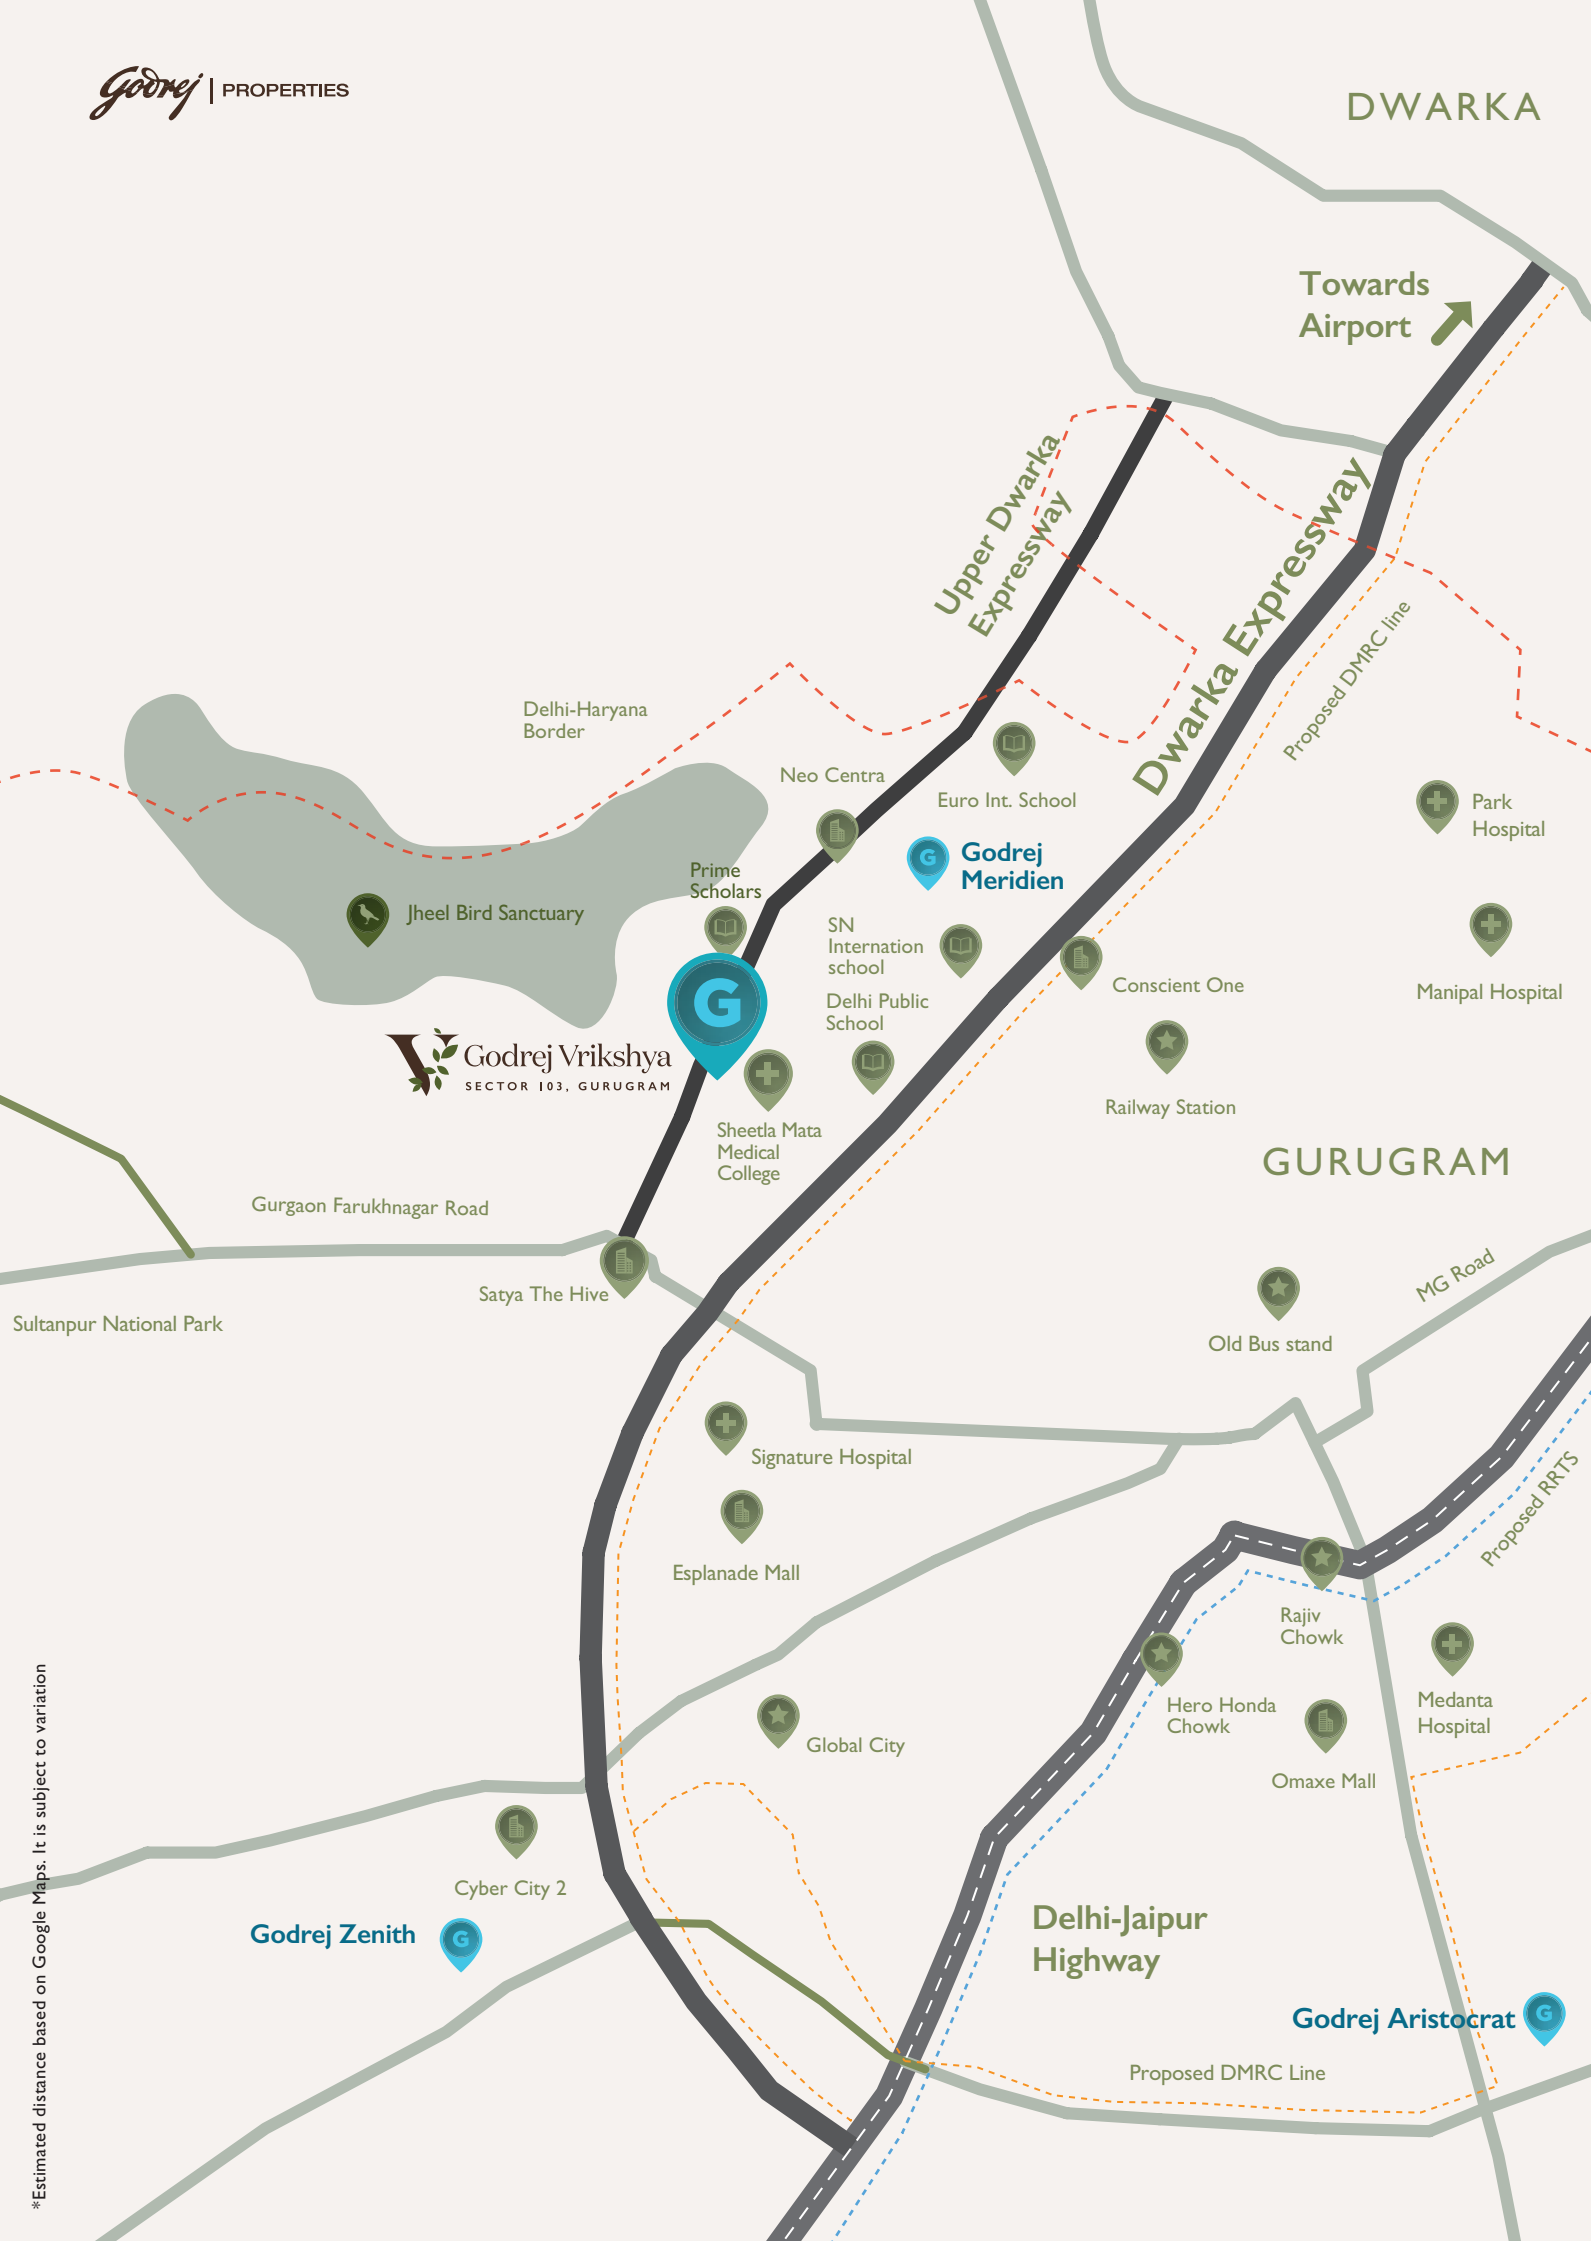 Godrej | PROPERTIES
DWARKA
Towards
Airport
Upper Dwarka
Expressway
Dwarka Expressway
Proposed DMRC line
Delhi-Haryana
Border
Neo Centra
Euro Int. School
Park
Hospital
Godrej
Meridien
Prime
Scholars
Jheel Bird Sanctuary
SN
Internation
school
Manipal Hospital
Conscient One
Delhi Public
School
G
Godrej Vrikshya
SECTOR 103, GURUGRAM
Railway Station
Sheetla Mata
Medical
College
GURUGRAM
Gurgaon Farukhnagar Road
Satya The Hive
Sultanpur National Park
MG Road
Old Bus stand
Signature Hospital
Proposed RRTS
Esplanade Mall
Rajiv
Chowk
Hero Honda
Chowk
Medanta
Hospital
Global City
Omaxe Mall
Cyber City 2
Godrej Zenith
G
Delhi-Jaipur
Highway
Godrej Aristocrat
G
Proposed DMRC Line
*Estimated distance based on Google Maps. It is subject to variation
G